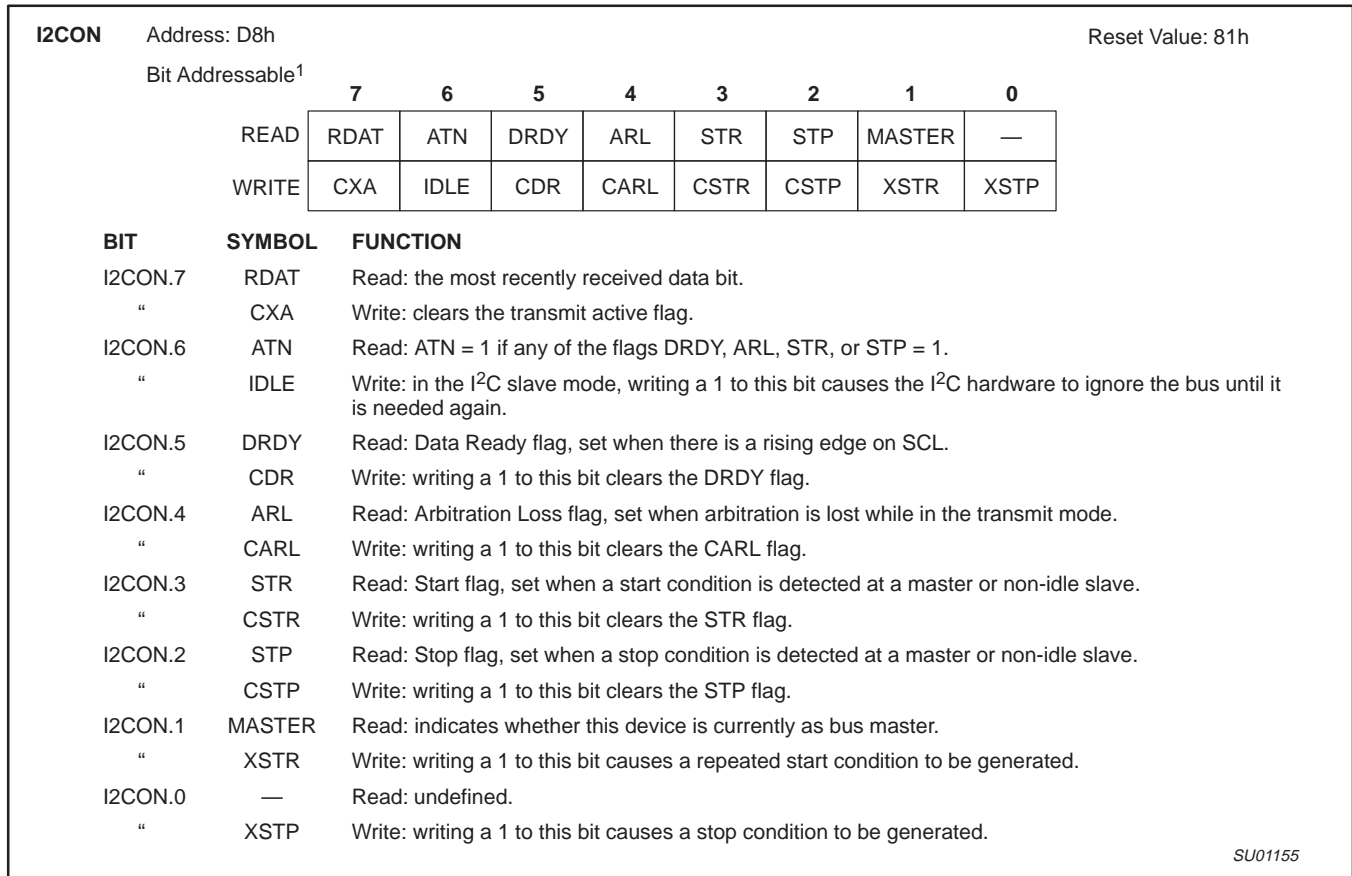 I2CON Address: D8h Reset Value: 81h
Bit Addressable1
7 6 5 4 3 2 1 0
READ RDAT ATN DRDY ARL STR STP MASTER —
WRITE CXA IDLE CDR CARL CSTR CSTP XSTR XSTP
BIT SYMBOL FUNCTION
I2CON.7 RDAT Read: the most recently received data bit.
“ CXA Write: clears the transmit active flag.
I2CON.6 ATN Read: ATN = 1 if any of the flags DRDY, ARL, STR, or STP = 1.
“ IDLE Write: in the I2C slave mode, writing a 1 to this bit causes the I2C hardware to ignore the bus until it
is needed again.
I2CON.5 DRDY Read: Data Ready flag, set when there is a rising edge on SCL.
“ CDR Write: writing a 1 to this bit clears the DRDY flag.
I2CON.4 ARL Read: Arbitration Loss flag, set when arbitration is lost while in the transmit mode.
“ CARL Write: writing a 1 to this bit clears the CARL flag.
I2CON.3 STR Read: Start flag, set when a start condition is detected at a master or non-idle slave.
“ CSTR Write: writing a 1 to this bit clears the STR flag.
I2CON.2 STP Read: Stop flag, set when a stop condition is detected at a master or non-idle slave.
“ CSTP Write: writing a 1 to this bit clears the STP flag.
I2CON.1 MASTER Read: indicates whether this device is currently as bus master.
“ XSTR Write: writing a 1 to this bit causes a repeated start condition to be generated.
I2CON.0 — Read: undefined.
“ XSTP Write: writing a 1 to this bit causes a stop condition to be generated.
SU01155